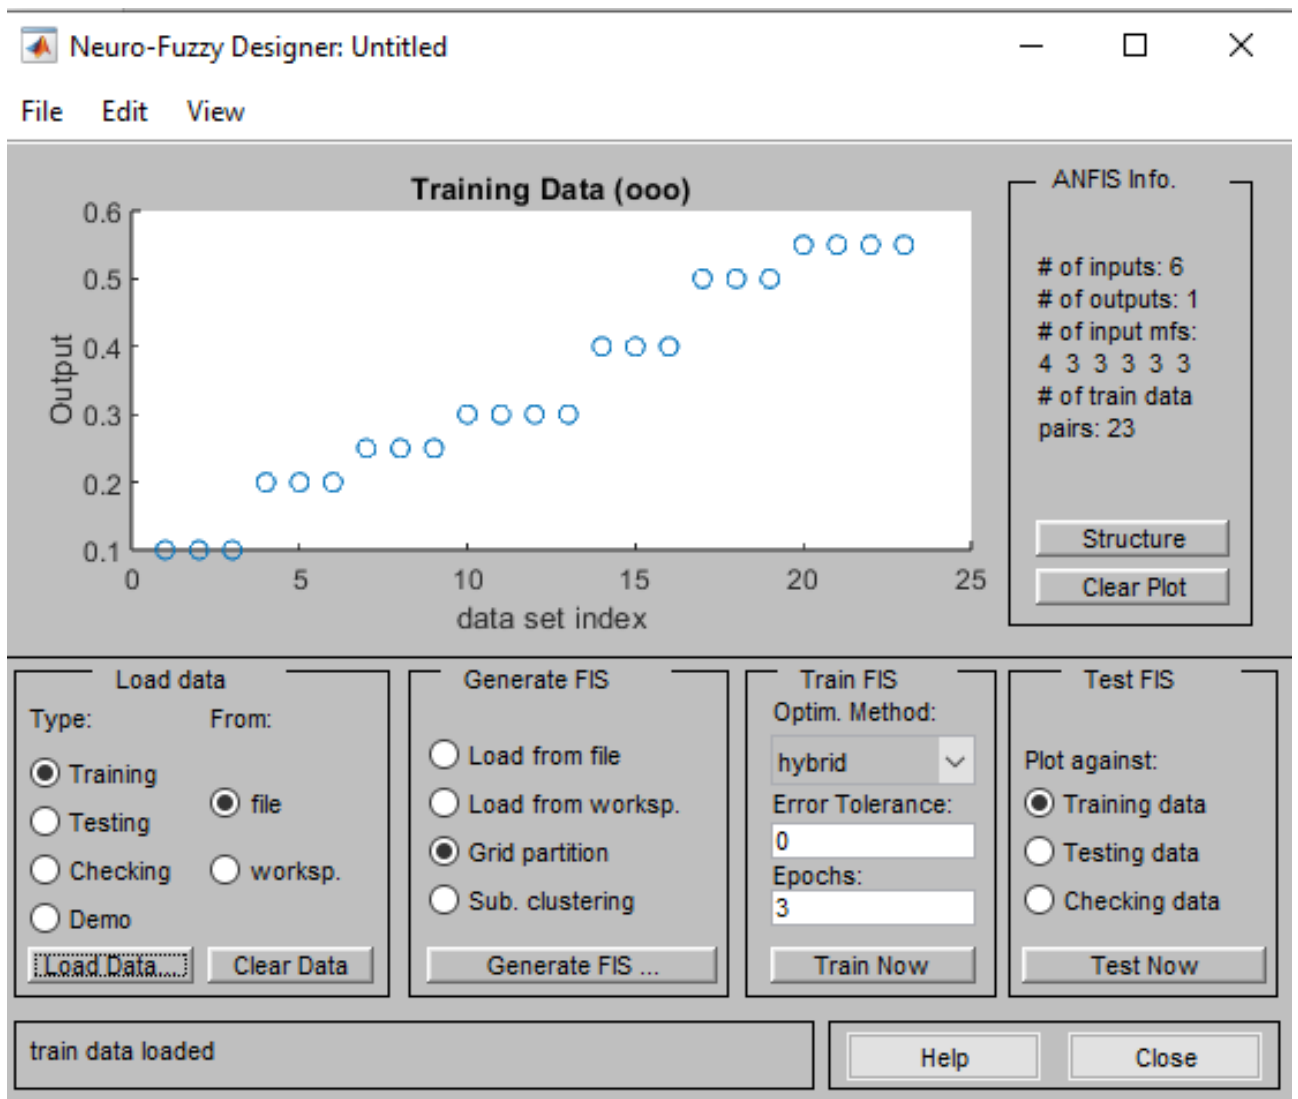 Neuro-Fuzzy Designer: Untitled
File Edit View
Training Data (ooo)
0.6
0.5
0.4
0.3
0.2
0.1
Output
0 5 10 15 20 25
data set index
ANFIS Info.
# of inputs: 6
# of outputs: 1
# of input mfs:
4 3 3 3 3 3
# of train data
pairs: 23
Structure
Clear Plot
Load data
Type: From:
Training
file
Testing
Checking
worksp.
Demo
Load Data... Clear Data
Generate FIS
Load from file
Load from worksp.
Grid partition
Sub. clustering
Generate FIS ...
Train FIS
Optim. Method:
hybrid
Error Tolerance:
0
Epochs:
3
Train Now
Test FIS
Plot against:
Training data
Testing data
Checking data
Test Now
train data loaded
Help Close